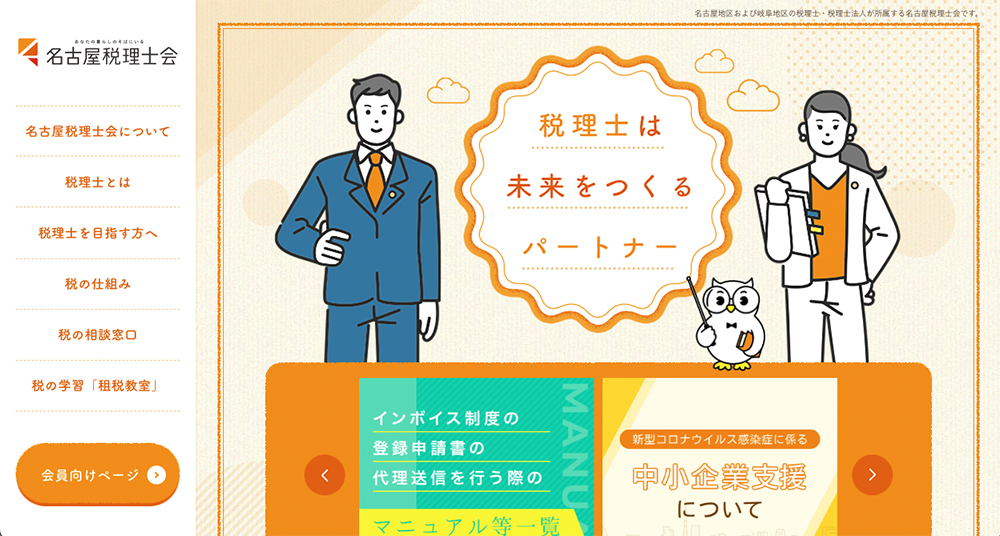 名古屋地区および岐阜地区の税理士・税理士法人が所属する名古屋税理士会です。
あなたの暮らしのそばにいる
名古屋税理士会
名古屋税理士会について
税理士とは
税理士を目指す方へ
税の仕組み
税の相談窓口
税の学習「租税教室」
会員向けページ
税理士は
未来をつくる
パートナー
インボイス制度の
登録申請書の
代理送信を行う際の
マニュアル等一覧
MANU
新型コロナウイルス感染症に係る
中小企業支援
について